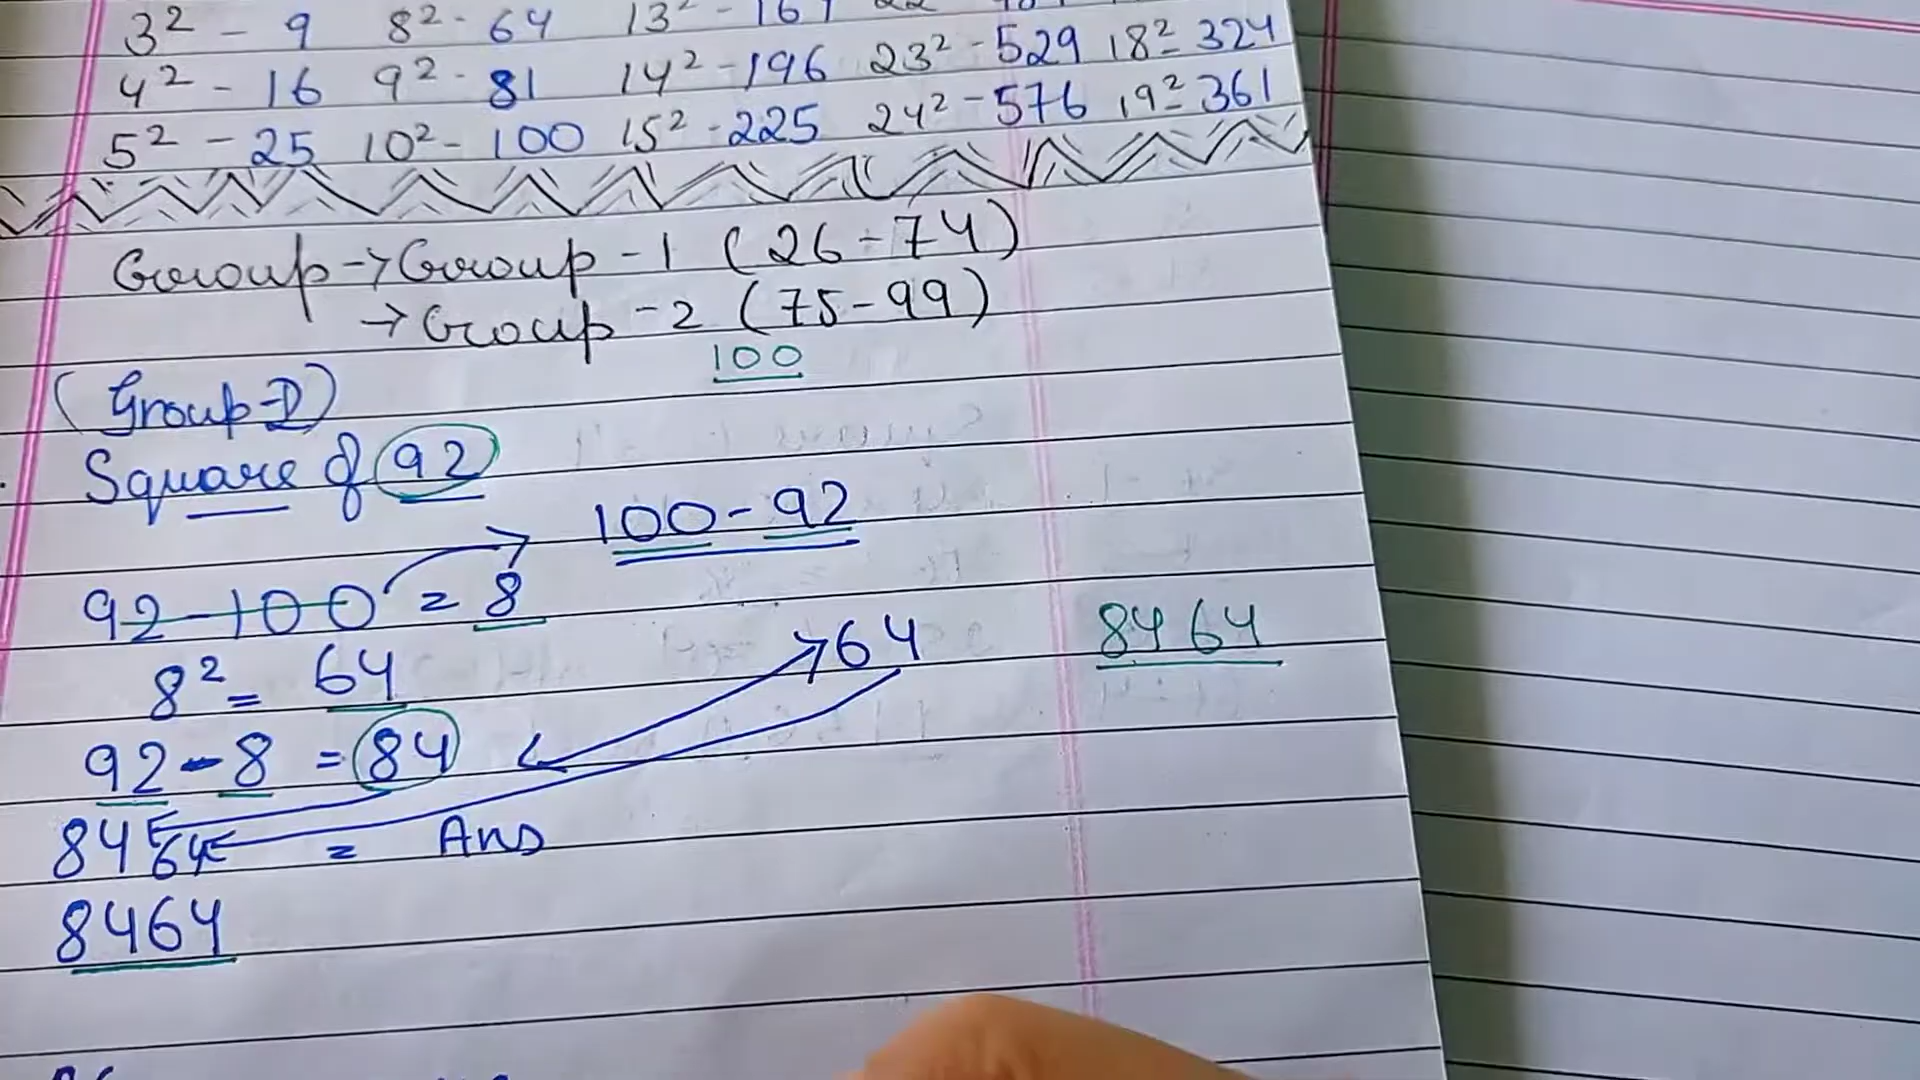 3² - 9 8² - 64 13² - 169
4² - 16 9² - 81 14² - 196 23² - 529 18² - 324
5² - 25 10² - 100 15² - 225 24² - 576 19² - 361
Group → Group - 1 (26 - 74)
→ Group - 2 (75 - 99)
100
(Group-D)
Square of 92
100 - 92
92 - 100 = 8
8² = 64
64
8464
92 - 8 = 84
8464 = Ans
8464